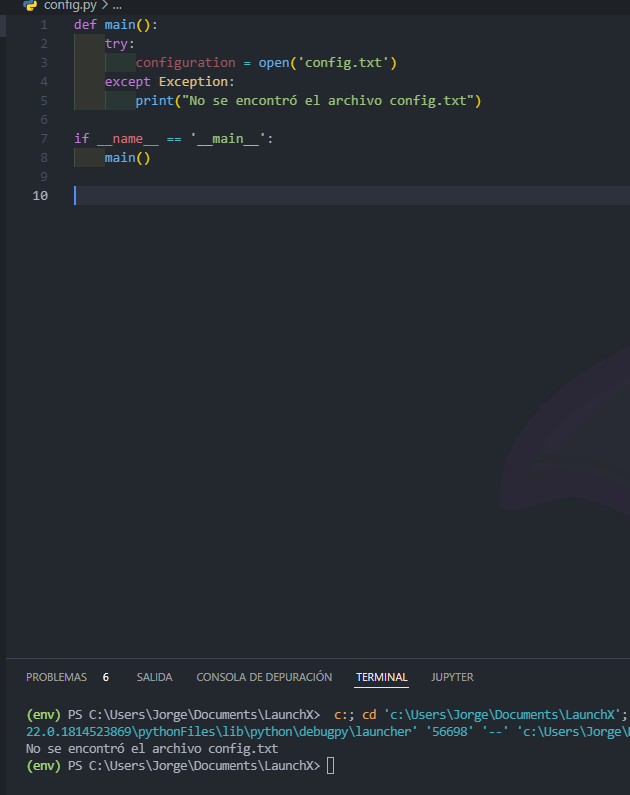 config.py > ...
1 def main():
2 try:
3 configuration = open('config.txt')
4 except Exception:
5 print("No se encontró el archivo config.txt")
6
7 if __name__ == '__main__':
8 main()
9
10
PROBLEMAS 6 SALIDA CONSOLA DE DEPURACIÓN TERMINAL JUPYTER
(env) PS C:\Users\Jorge\Documents\LaunchX> c:; cd 'c:\Users\Jorge\Documents\LaunchX';
22.0.1814523869\pythonFiles\lib\python\debugpy\launcher' '56698' '--' 'c:\Users\Jorge\
No se encontró el archivo config.txt
(env) PS C:\Users\Jorge\Documents\LaunchX>